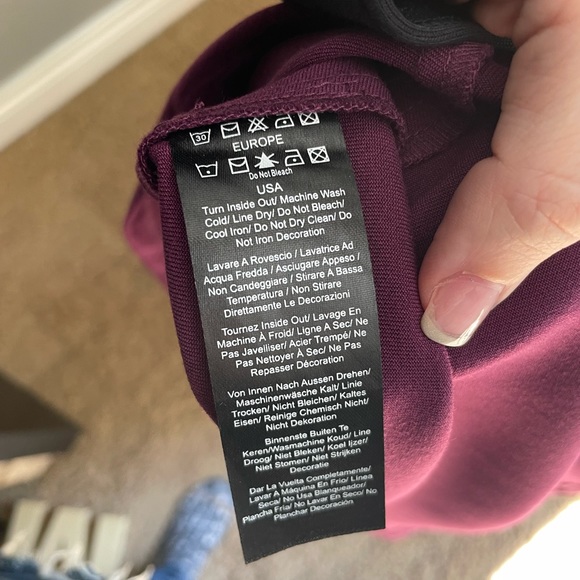 30
EUROPE
Do Not Bleach
USA
Turn Inside Out/ Machine Wash
Cold/ Line Dry/ Do Not Bleach/
Cool Iron/ Do Not Dry Clean/ Do
Not Iron Decoration
Lavare A Rovescio / Lavatrice Ad
Acqua Fredda / Asciugare Appeso /
Non Candeggiare / Stirare A Bassa
Temperatura / Non Stirare
Direttamente Le Decorazioni
Tournez Inside Out/ Lavage En
Machine À Froid/ Ligne A Sec/ Ne
Pas Javeiliser/ Acier Trempé/ Ne
Pas Nettoyer À Sec/ Ne Pas
Repasser Décoration
Von Innen Nach Aussen Drehen/
Maschinenwäsche Kalt/ Linie
Trocken/ Nicht Bleichen/ Kaltes
Eisen/ Reinige Chemisch Nicht/
Nicht Dekoration
Binnenste Buiten Te
Keren/Wasmachine Koud/ Line
Droog/ Niet Bleken/ Koel Ijzer/
Niet Stomen/ Niet Strijken
Decoratie
Dar La Vuelta Completamente/
Lavar A Máquina En Frio/ Línea
Seca/ No Usa Blanqueador/
Plancha Fria/ No Lavar En Seco/ No
Planchar Decoración